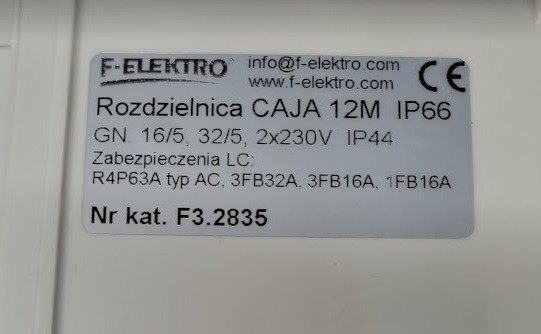 F-ELEKTRO info@f-elektro.com
www.f-elektro.com CE
Rozdzielnica CAJA 12M IP66
GN. 16/5, 32/5, 2x230V IP44
Zabezpieczenia LC:
R4P63A typ AC, 3FB32A, 3FB16A, 1FB16A
Nr kat. F3.2835